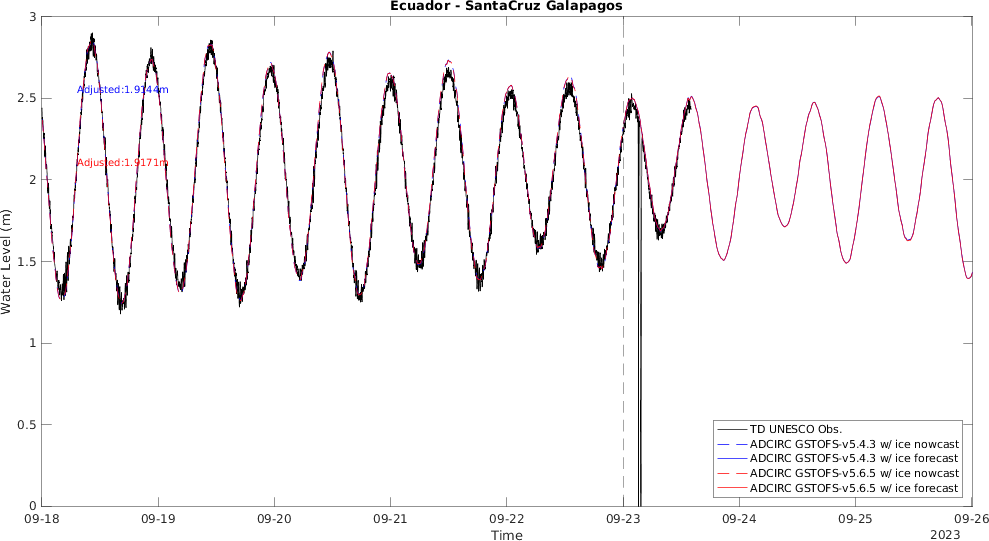 Ecuador - SantaCruz Galapagos
3
2.5
2
1.5
1
0.5
0
Water Level (m)
Adjusted:1.9144m
Adjusted:1.9171m
TD UNESCO Obs.
ADCIRC GSTOFS-v5.4.3 w/ ice nowcast
ADCIRC GSTOFS-v5.4.3 w/ ice forecast
ADCIRC GSTOFS-v5.6.5 w/ ice nowcast
ADCIRC GSTOFS-v5.6.5 w/ ice forecast
09-18 09-19 09-20 09-21 09-22 09-23 09-24 09-25 09-26
Time
2023